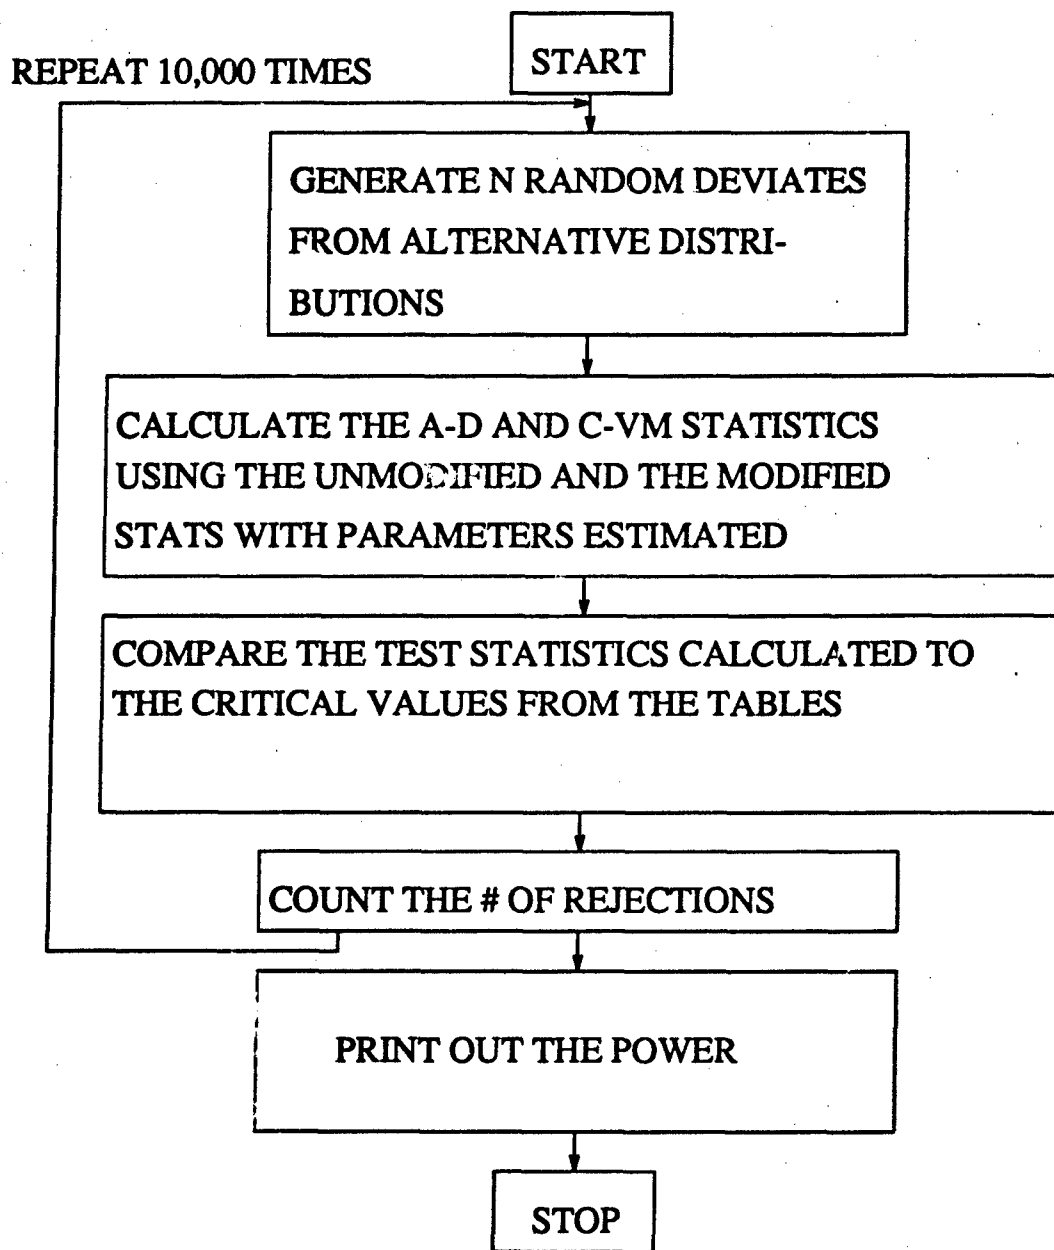 START
REPEAT 10,000 TIMES
GENERATE N RANDOM DEVIATES
FROM ALTERNATIVE DISTRI-
BUTIONS
CALCULATE THE A-D AND C-VM STATISTICS
USING THE UNMODIFIED AND THE MODIFIED
STATS WITH PARAMETERS ESTIMATED
COMPARE THE TEST STATISTICS CALCULATED TO
THE CRITICAL VALUES FROM THE TABLES
COUNT THE # OF REJECTIONS
PRINT OUT THE POWER
STOP